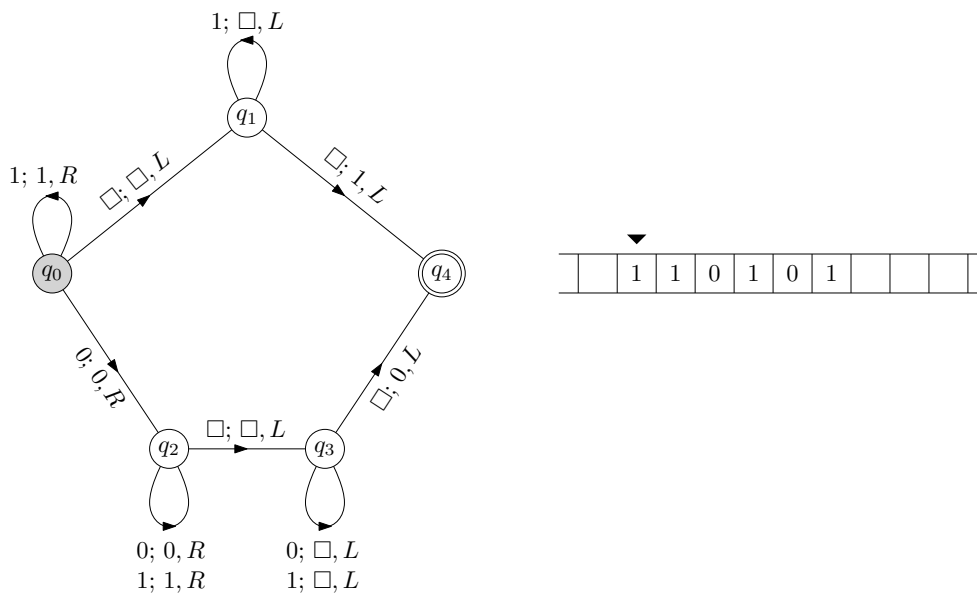 1; □, L
q₁
□; □, L
□; 1, L
1; 1, R
q₀
q₄
1 1 0 1 0 1
0; 0, R
□; 0, L
q₂
□; □, L
q₃
0; 0, R
1; 1, R
0; □, L
1; □, L